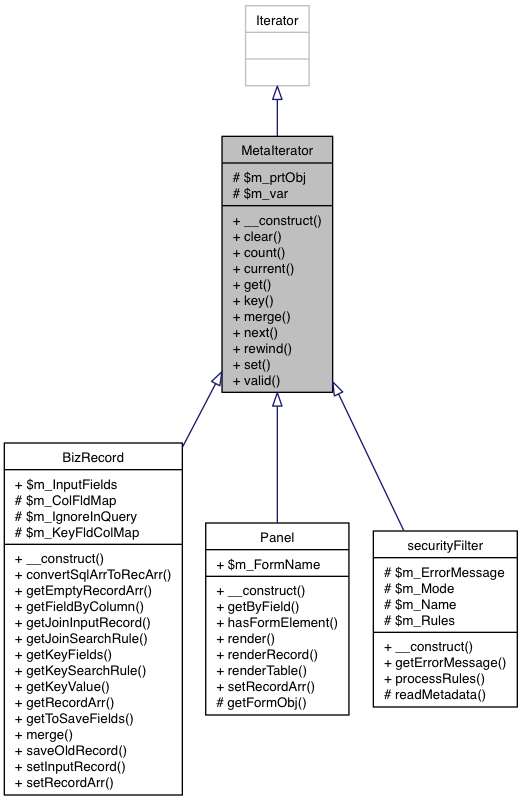 Iterator
MetaIterator
# $m_prtObj
# $m_var
+ __construct()
+ clear()
+ count()
+ current()
+ get()
+ key()
+ merge()
+ next()
+ rewind()
+ set()
+ valid()
BizRecord
+ $m_InputFields
# $m_ColFldMap
# $m_IgnoreInQuery
# $m_KeyFldColMap
+ __construct()
+ convertSqlArrToRecArr()
+ getEmptyRecordArr()
+ getFieldByColumn()
+ getJoinInputRecord()
+ getJoinSearchRule()
+ getKeyFields()
+ getKeySearchRule()
+ getKeyValue()
+ getRecordArr()
+ getToSaveFields()
+ merge()
+ saveOldRecord()
+ setInputRecord()
+ setRecordArr()
Panel
+ $m_FormName
+ __construct()
+ getByField()
+ hasFormElement()
+ render()
+ renderRecord()
+ renderTable()
+ setRecordArr()
# getFormObj()
securityFilter
# $m_ErrorMessage
# $m_Mode
# $m_Name
# $m_Rules
+ __construct()
+ getErrorMessage()
+ processRules()
# readMetadata()